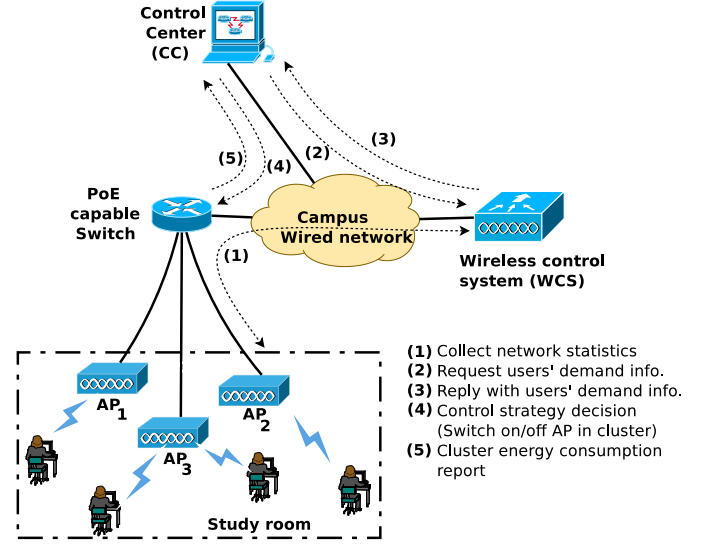 Control
Center
(CC)
(3)
(2)
(5)
(4)
PoE
capable
Switch
Campus
Wired network
(1)
Wireless control
system (WCS)
AP1
AP2
AP3
Study room
(1) Collect network statistics
(2) Request users' demand info.
(3) Reply with users' demand info.
(4) Control strategy decision
(Switch on/off AP in cluster)
(5) Cluster energy consumption
report